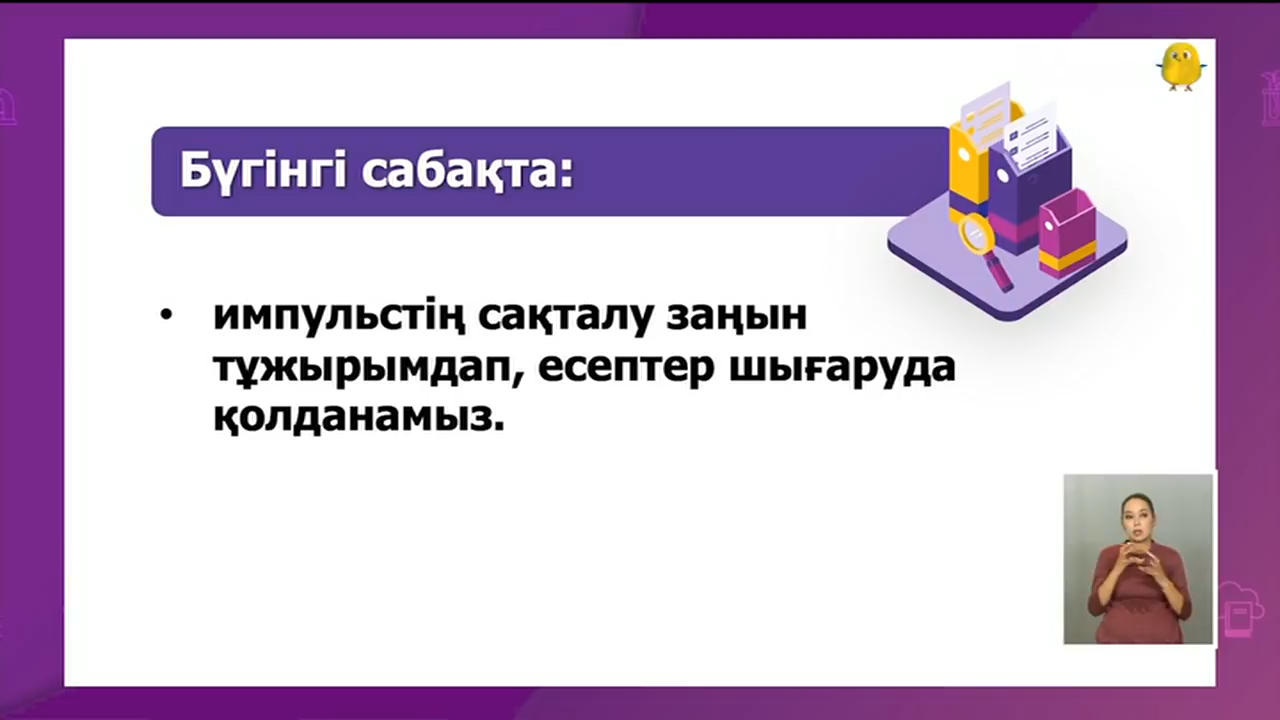 Бүгінгі сабақта:
• импульстің сақталу заңын
тұжырымдап, есептер шығаруда
қолданамыз.